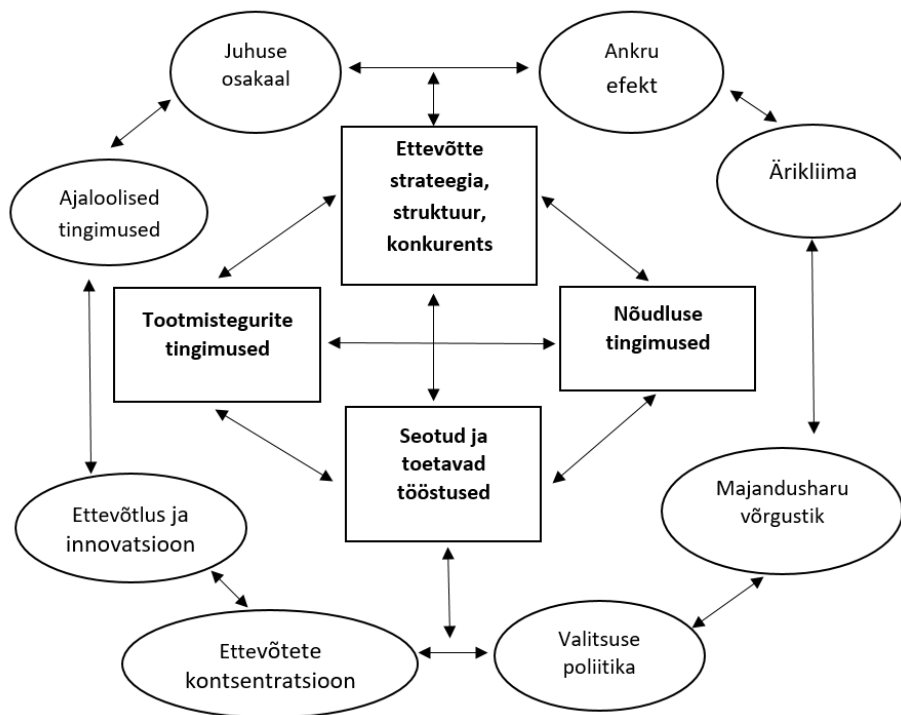 Juhuse
osakaal
Ankru
efekt
Ettevõtte
strateegia,
struktuur,
konkurents
Ärikliima
Ajaloolised
tingimused
Tootmistegurite
tingimused
Nõudluse
tingimused
Seotud ja
toetavad
tööstused
Ettevõtlus ja
innovatsioon
Majandusharu
võrgustik
Ettevõtete
kontsentratsioon
Valitsuse
poliitika